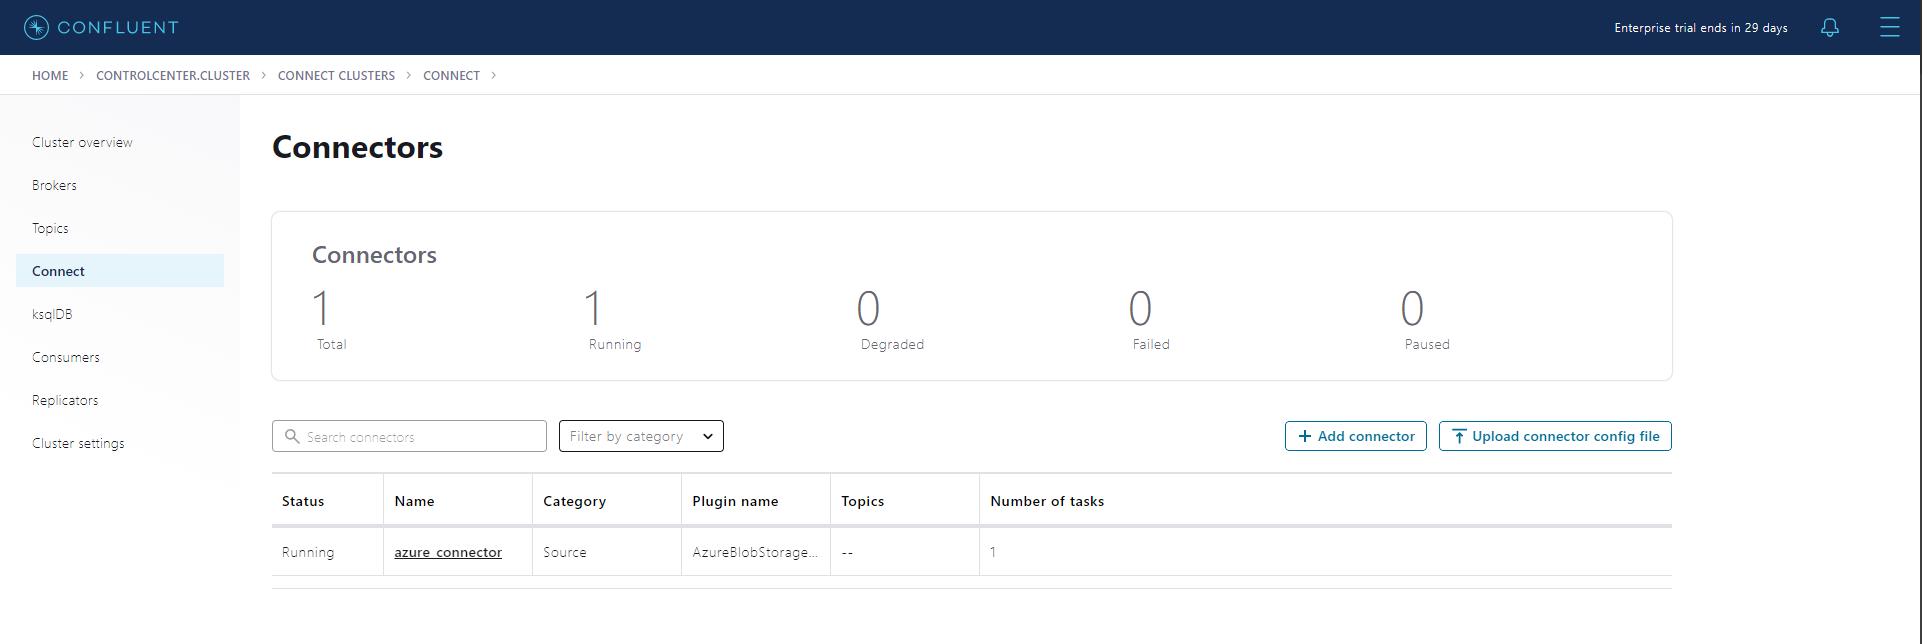 CONFLUENT
Enterprise trial ends in 29 days
HOME > CONTROLCENTER.CLUSTER > CONNECT CLUSTERS > CONNECT >
Cluster overview
Brokers
Topics
Connect
ksqlDB
Consumers
Replicators
Cluster settings
Connectors
Connectors
1 1 0 0 0
Total Running Degraded Failed Paused
Search connectors Filter by category Add connector Upload connector config file
Status Name Category Plugin name Topics Number of tasks
Running azure_connector Source AzureBlobStorage... -- 1